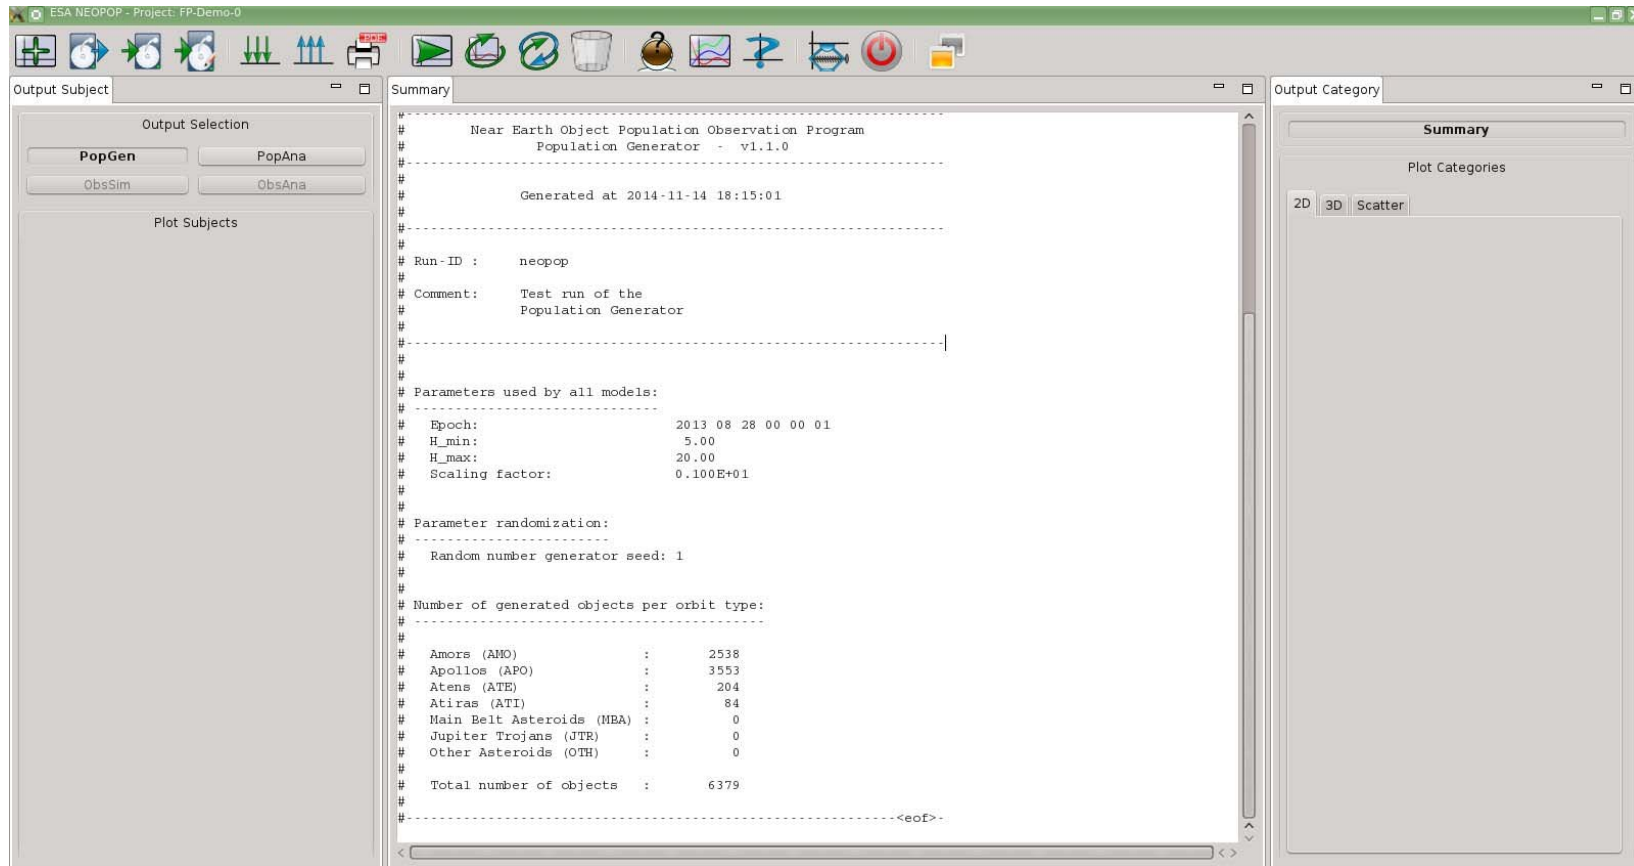 ESA NEOPOP - Project: FP-Demo-0
PDF
Output Subject
Output Selection
PopGen PopAna
ObsSim ObsAna
Plot Subjects
Summary
#------------------------------------------------------------------
# Near Earth Object Population Observation Program
# Population Generator - v1.1.0
#------------------------------------------------------------------
#
# Generated at 2014-11-14 18:15:01
#
#------------------------------------------------------------------
#
# Run-ID : neopop
#
# Comment: Test run of the
# Population Generator
#
#------------------------------------------------------------------
#
#
# Parameters used by all models:
# ------------------------------
# Epoch: 2013 08 28 00 00 01
# H_min: 5.00
# H_max: 20.00
# Scaling factor: 0.100E+01
#
#
# Parameter randomization:
# ------------------------
# Random number generator seed: 1
#
#
# Number of generated objects per orbit type:
# -------------------------------------------
#
# Amors (AMO) : 2538
# Apollos (APO) : 3553
# Atens (ATE) : 204
# Atiras (ATI) : 84
# Main Belt Asteroids (MBA) : 0
# Jupiter Trojans (JTR) : 0
# Other Asteroids (OTH) : 0
#
# Total number of objects : 6379
#
#------------------------------------------------------------<eof>-
Output Category
Summary
Plot Categories
2D 3D Scatter